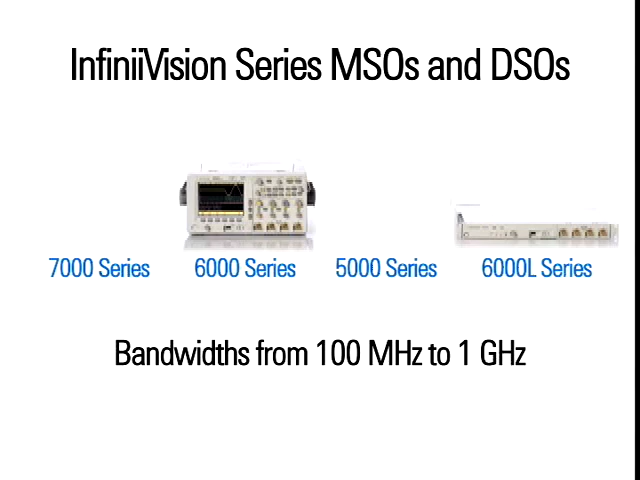 InfiniiVision Series MSOs and DSOs
7000 Series 6000 Series 5000 Series 6000L Series
Bandwidths from 100 MHz to 1 GHz